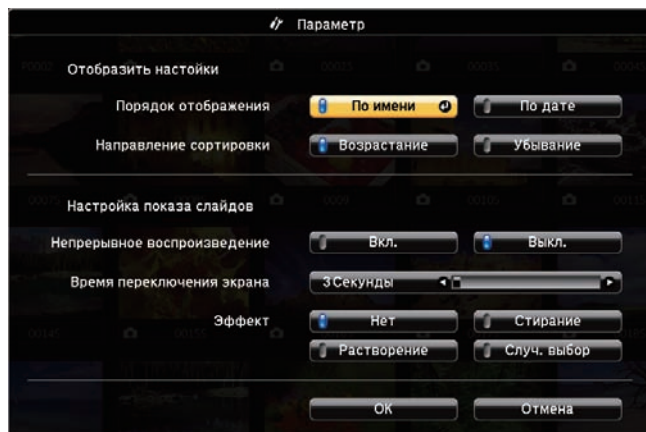 Параметр
Отобразить настойки
Порядок отображения
По имени
По дате
Направление сортировки
Возрастание
Убывание
Настройка показа слайдов
Непрерывное воспроизведение
Вкл.
Выкл.
Время переключения экрана
3Секунды
Эффект
Нет
Стирание
Растворение
Случ. выбор
ОК
Отмена